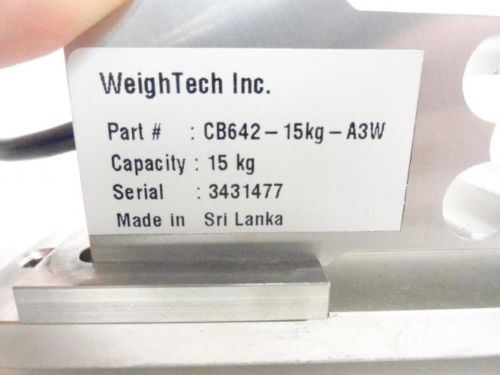 WeighTech Inc.
Part # : CB642-15kg-A3W
Capacity : 15 kg
Serial : 3431477
Made in Sri Lanka